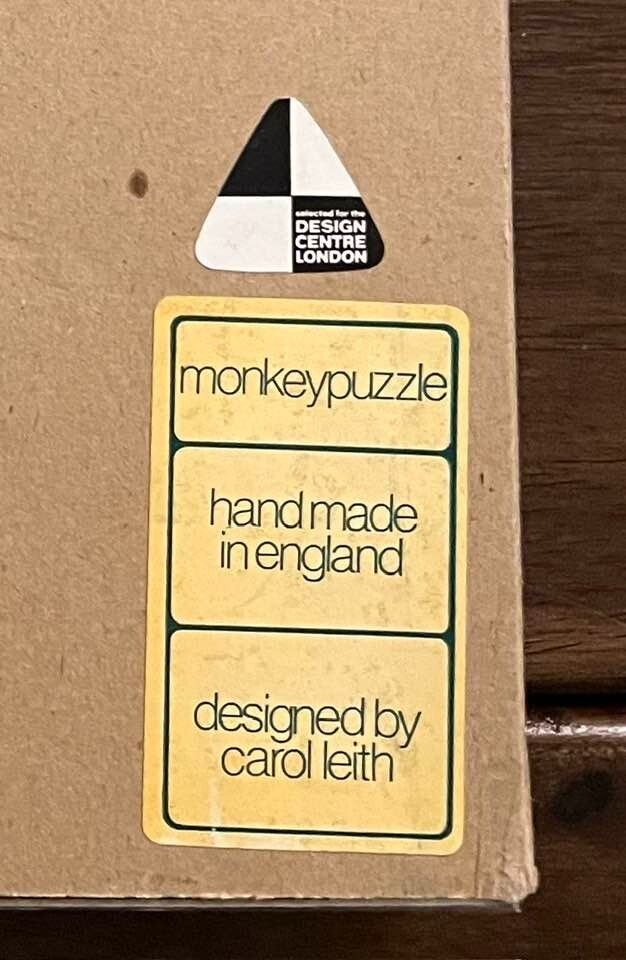 selected for the
DESIGN
CENTRE
LONDON
monkeypuzzle
hand made
in england
designed by
carol leith